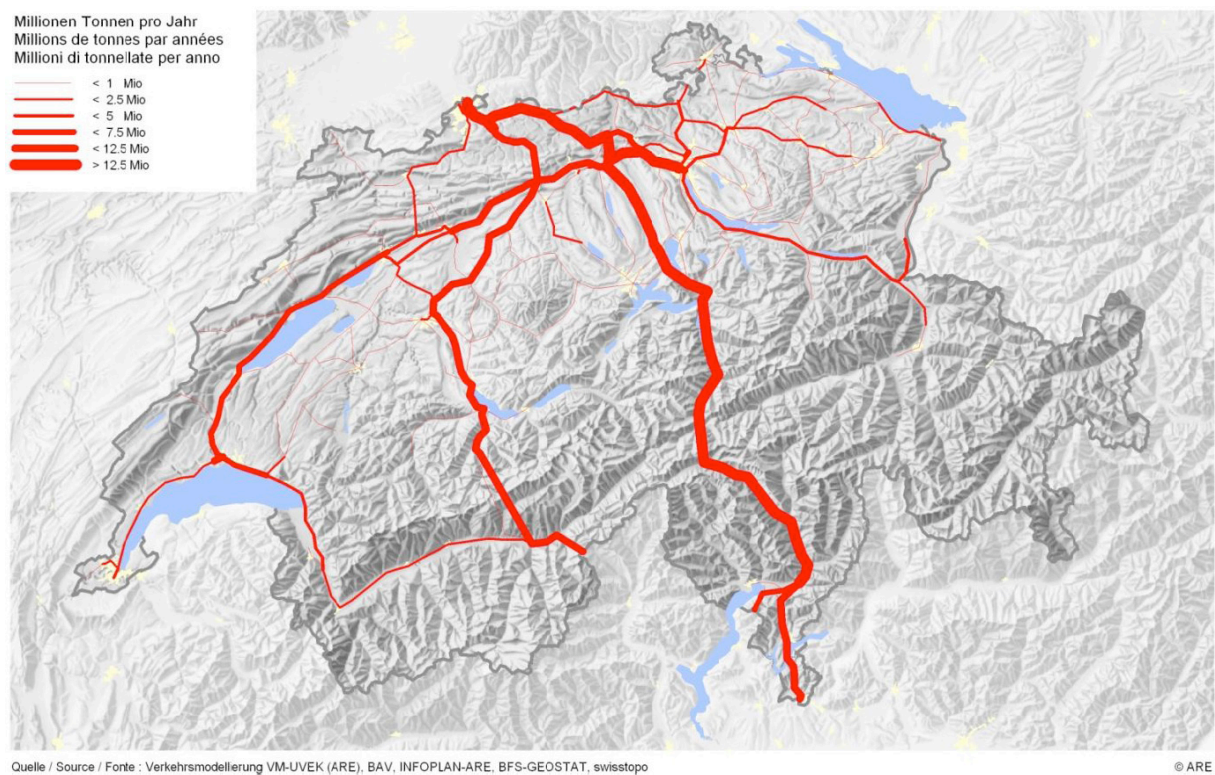 Millionen Tonnen pro Jahr
Millions de tonnes par années
Millioni di tonnellate per anno
< 1 Mio
< 2.5 Mio
< 5 Mio
< 7.5 Mio
< 12.5 Mio
> 12.5 Mio
Quelle / Source / Fonte : Verkehrsmodellierung VM-UVEK (ARE), BAV, INFOPLAN-ARE, BFS-GEOSTAT, swisstopo
© ARE